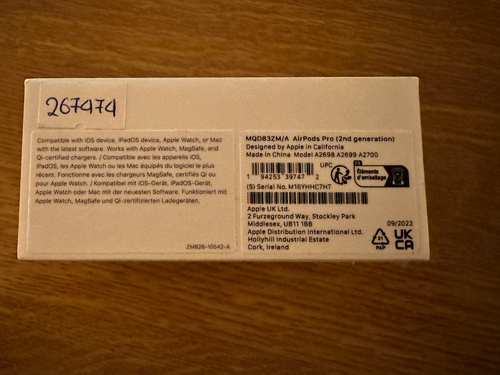 267474
Compatible with iOS device, iPadOS device, Apple Watch, or Mac
with the latest software. Works with Apple Watch, MagSafe, and
Qi-certified chargers. / Compatible avec les appareils iOS,
iPadOS, les Apple Watch ou les Mac équipés du logiciel le plus
récent. Fonctionne avec les chargeurs MagSafe, certifiés Qi ou
pour Apple Watch. / Kompatibel mit iOS-Gerät, iPadOS-Gerät,
Apple Watch oder Mac mit der neuesten Software. Funktioniert mit
Apple Watch, MagSafe und Qi-zertifizierten Ladegeräten.
ZM626-10542-A
MQD83ZM/A AirPods Pro (2nd generation)
Designed by Apple in California
Made in China Model A2698 A2699 A2700
UPC
1 94253 39747 2
FR
Éléments
d'emballage
(S) Serial No. M16YHHC7HT
Apple UK Ltd.
2 Furzeground Way, Stockley Park
Middlesex, UB11 1BB
Apple Distribution International Ltd.
Hollyhill Industrial Estate
Cork, Ireland
09/2022
21
PAP
UK
CA